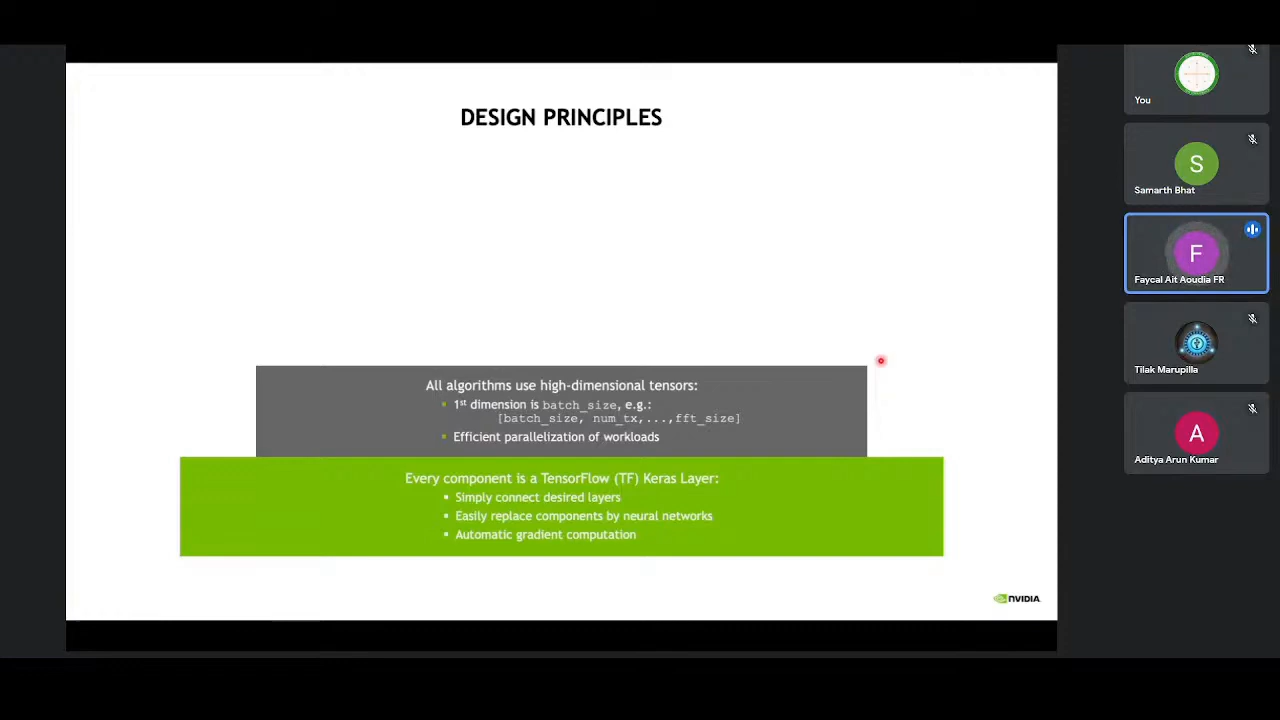 DESIGN PRINCIPLES
All algorithms use high-dimensional tensors:
▪ 1st dimension is batch_size, e.g.:
[batch_size, num_tx,...,fft_size]
▪ Efficient parallelization of workloads
Every component is a TensorFlow (TF) Keras Layer:
▪ Simply connect desired layers
▪ Easily replace components by neural networks
▪ Automatic gradient computation
NVIDIA
You
S
Samarth Bhat
F
Faycal Ait Aoudia FR
Tilak Marupilla
A
Aditya Arun Kumar